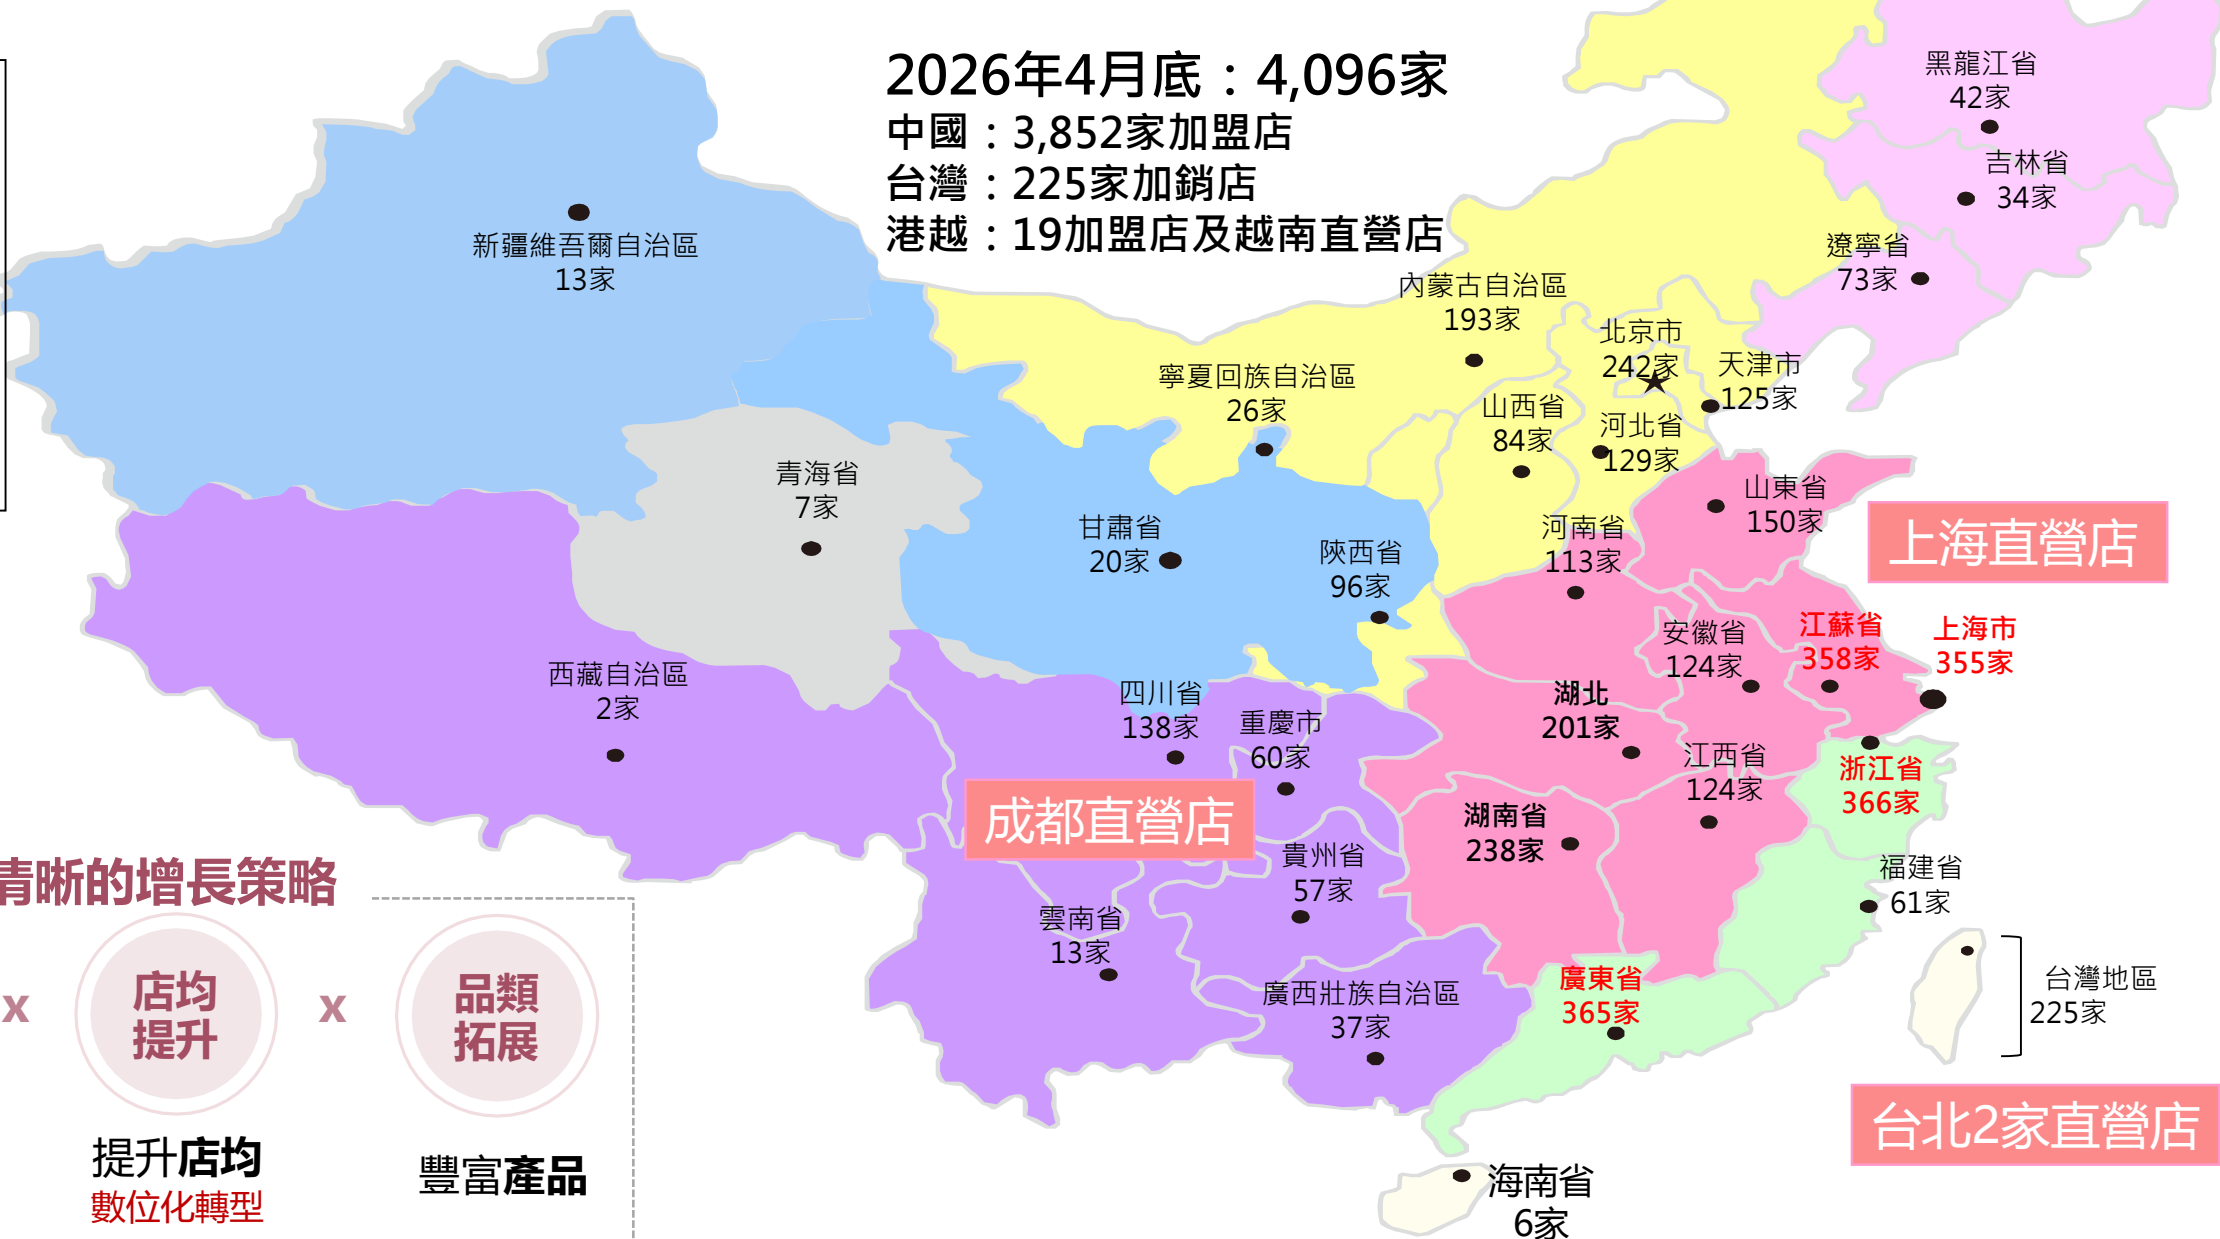 2026年4月底：4,096家
中國：3,852家加盟店
台灣：225家加銷店
港越：19加盟店及越南直營店
黑龍江省
42家
吉林省
34家
遼寧省
73家
新疆維吾爾自治區
13家
內蒙古自治區
193家
北京市
242家
天津市
125家
寧夏回族自治區
26家
山西省
84家
河北省
129家
青海省
7家
山東省
150家
甘肅省
20家
陝西省
96家
河南省
113家
上海直營店
安徽省
124家
江蘇省
358家
上海市
355家
西藏自治區
2家
四川省
138家
重慶市
60家
湖北
201家
江西省
124家
浙江省
366家
成都直營店
湖南省
238家
貴州省
57家
福建省
61家
雲南省
13家
廣西壯族自治區
37家
廣東省
365家
台灣地區
225家
台北2家直營店
海南省
6家
清晰的增長策略
x
店均
提升
x
品類
拓展
提升店均
數位化轉型
豐富產品